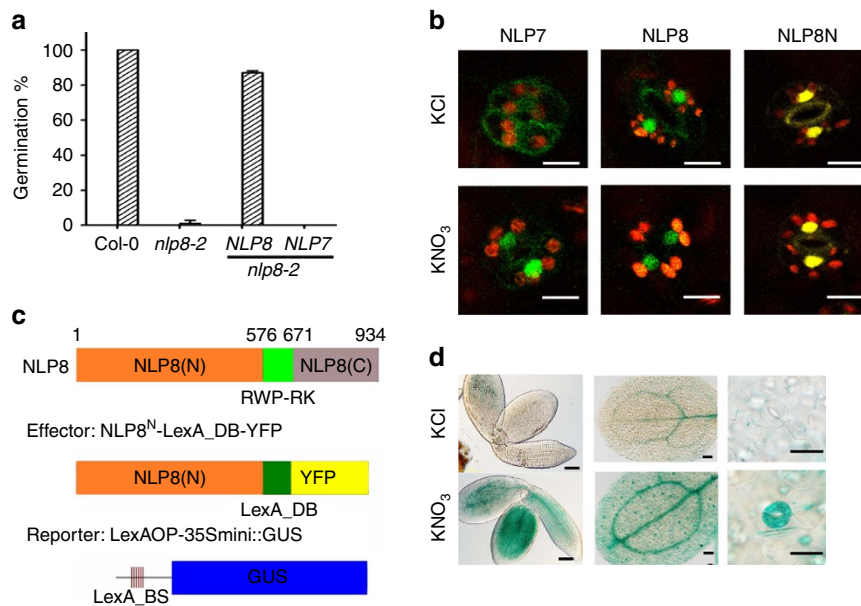 a
100
80
60
40
20
0
Germination %
Col-0 nlp8-2 NLP8 NLP7
nlp8-2
b
NLP7 NLP8 NLP8N
KCl
KNO3
c
1 576 671 934
NLP8 NLP8(N) NLP8(C)
RWP-RK
Effector: NLP8N-LexA_DB-YFP
NLP8(N) YFP
LexA_DB
Reporter: LexAOP-35Smini::GUS
GUS
LexA_BS
d
KCl
KNO3